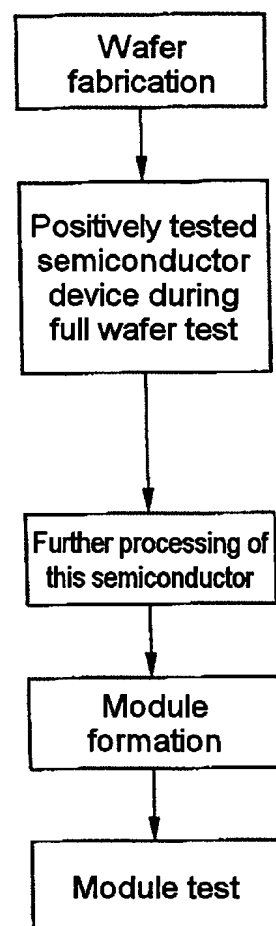 Wafer
fabrication
Positively tested
semiconductor
device during
full wafer test
Further processing of
this semiconductor
Module
formation
Module test